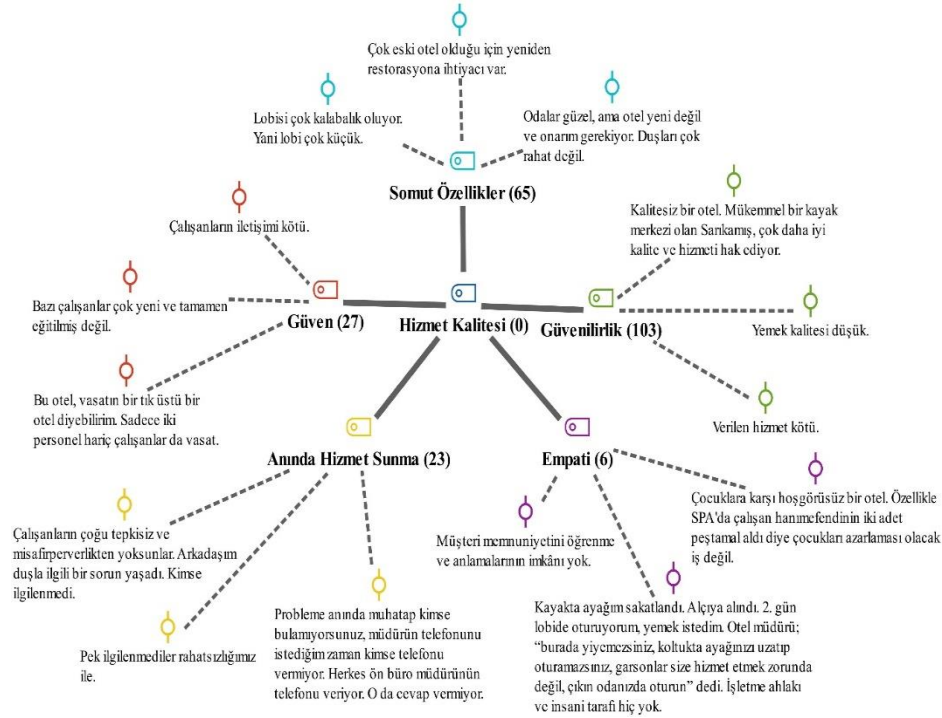 Çok eski otel olduğu için yeniden
restorasyona ihtiyacı var.
Lobisi çok kalabalık oluyor.
Yani lobi çok küçük.
Odalar güzel, ama otel yeni değil
ve onarım gerekiyor. Duşları çok
rahat değil.
Somut Özellikler (65)
Kalitesiz bir otel. Mükemmel bir kayak
merkezi olan Sarıkamış, çok daha iyi
kalite ve hizmeti hak ediyor.
Çalışanların iletişimi kötü.
Bazı çalışanlar çok yeni ve tamamen
eğitilmiş değil.
Güven (27)
Hizmet Kalitesi (0)
Güvenilirlik (103)
Yemek kalitesi düşük.
Bu otel, vasatın bir tık üstü bir
otel diyebilirim. Sadece iki
personel hariç çalışanlar da vasat.
Verilen hizmet kötü.
Anında Hizmet Sunma (23)
Empati (6)
Çalışanların çoğu tepkisiz ve
misafirperverlikten yoksunlar. Arkadaşım
duşla ilgili bir sorun yaşadı. Kimse
ilgilenmedi.
Müşteri memnuniyetini öğrenme
ve anlamalarının imkânı yok.
Çocuklara karşı hoşgörüsüz bir otel. Özellikle
SPA'da çalışan hanımefendinin iki adet
peştamal aldı diye çocukları azarlaması olacak
iş değil.
Pek ilgilenmediler rahatsızlığımız
ile.
Probleme anında muhatap kimse
bulamıyorsunuz, müdürün telefonunu
istediğim zaman kimse telefonu
vermiyor. Herkes ön büro müdürünün
telefonu veriyor. O da cevap vermiyor.
Kayakta ayağım sakatlandı. Alçıya alındı. 2. gün
lobide oturuyorum, yemek istedim. Otel müdürü;
“burada yiyemezsiniz, koltukta ayağınızı uzatıp
oturamazsınız, garsonlar size hizmet etmek zorunda
değil, çıkın odanızda oturun” dedi. İşletme ahlakı
ve insani tarafı hiç yok.